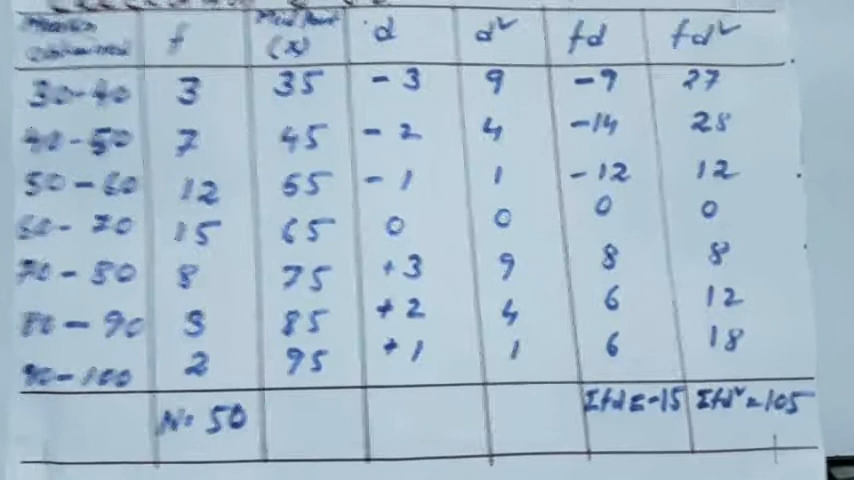 Marks obtained f Mid Point (x) d d² fd fd²
30-40 3 35 -3 9 -9 27
40-50 7 45 -2 4 -14 28
50-60 12 55 -1 1 -12 12
60-70 15 65 0 0 0 0
70-80 8 75 +3 9 8 8
80-90 3 85 +2 4 6 12
90-100 2 95 +1 1 6 18
N= 50 Σfd=-15 Σfd²=105